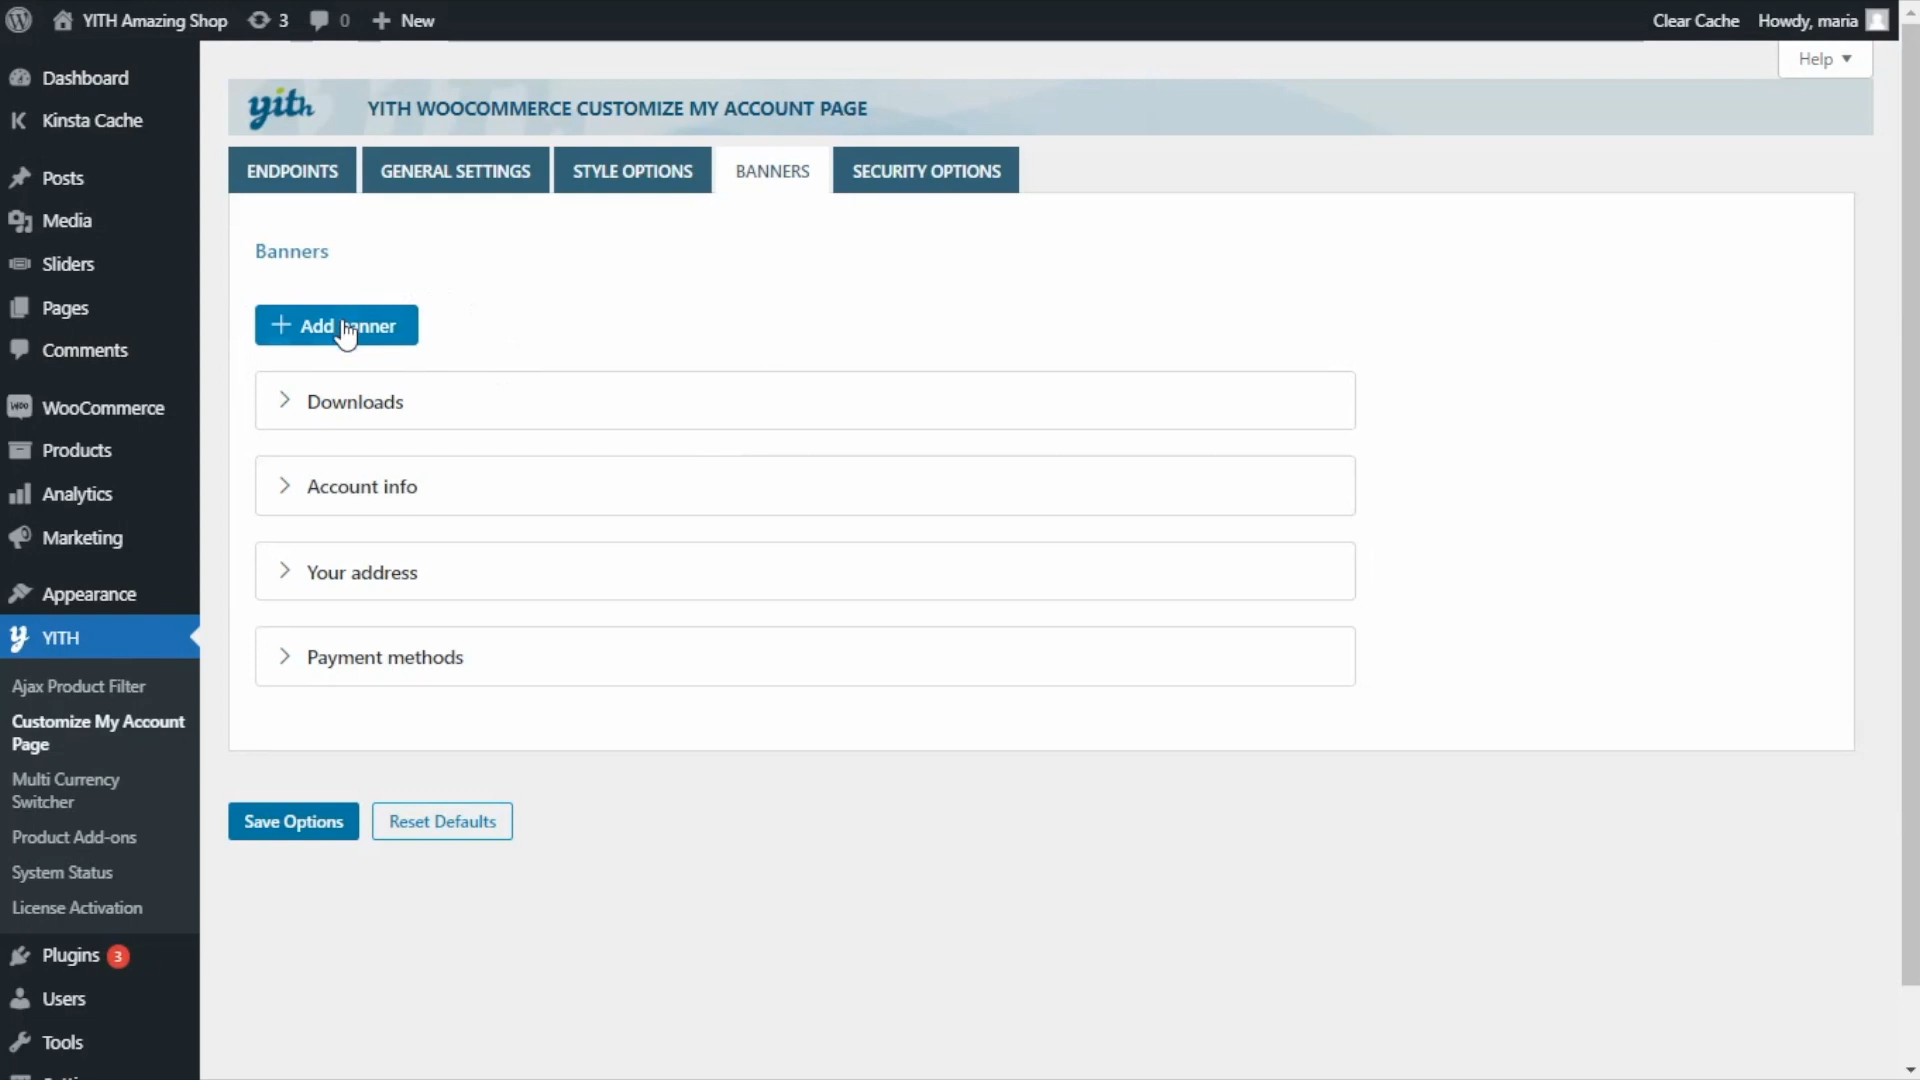 YITH Amazing Shop 3 0 New Clear Cache Howdy, maria
Help
Dashboard
Kinsta Cache
Posts
Media
Sliders
Pages
Comments
WooCommerce
Products
Analytics
Marketing
Appearance
YITH
Ajax Product Filter
Customize My Account
Page
Multi Currency
Switcher
Product Add-ons
System Status
License Activation
Plugins 3
Users
Tools
yith YITH WOOCOMMERCE CUSTOMIZE MY ACCOUNT PAGE
ENDPOINTS GENERAL SETTINGS STYLE OPTIONS BANNERS SECURITY OPTIONS
Banners
Add banner
Downloads
Account info
Your address
Payment methods
Save Options Reset Defaults